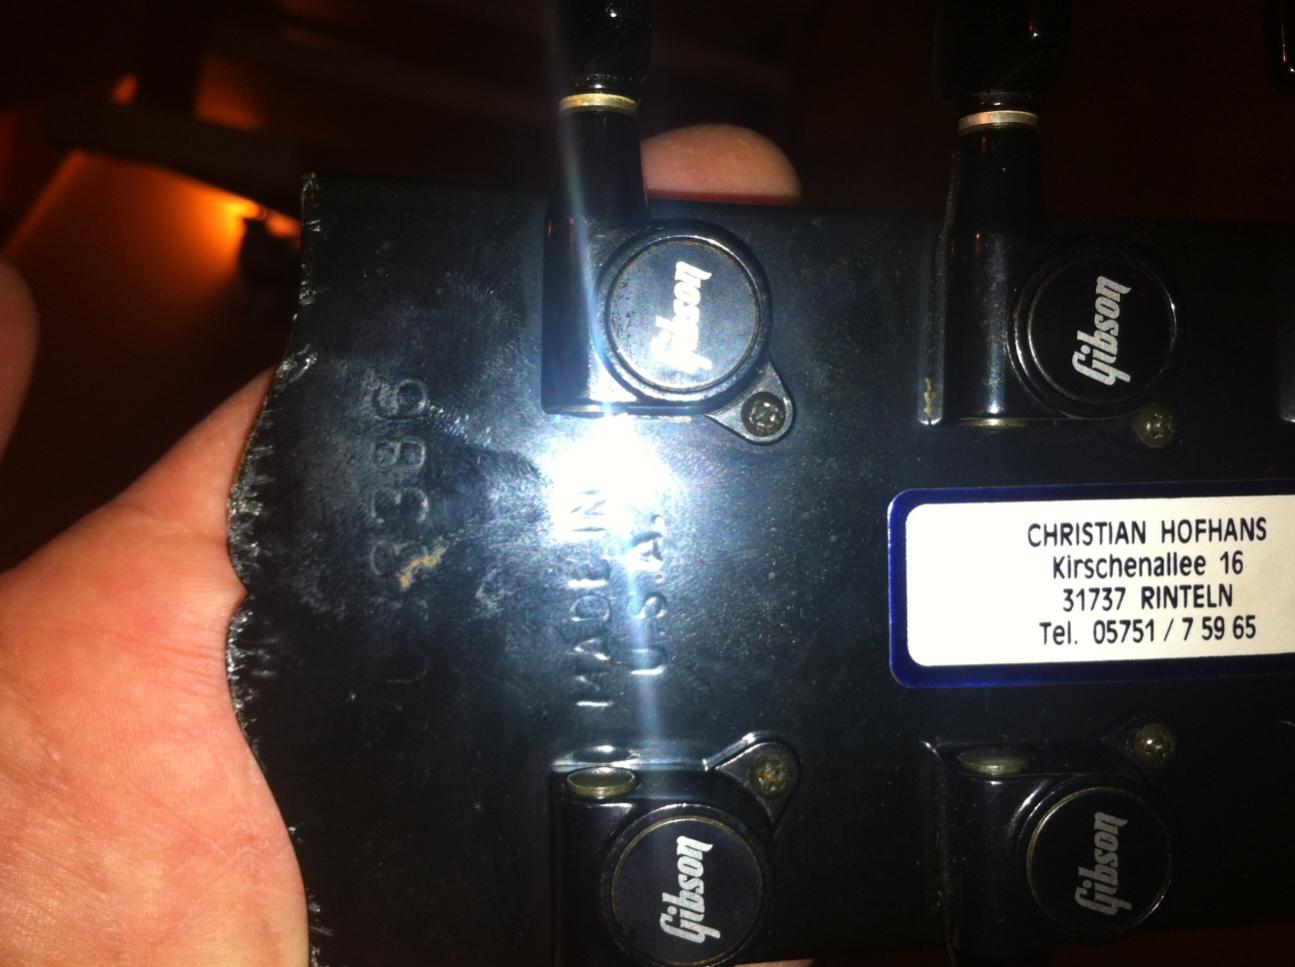 Gibson
Gibson
MADE IN
U.S.A.
CHRISTIAN HOFHANS
Kirschenallee 16
31737 RINTELN
Tel. 05751 / 7 59 65
Gibson
Gibson